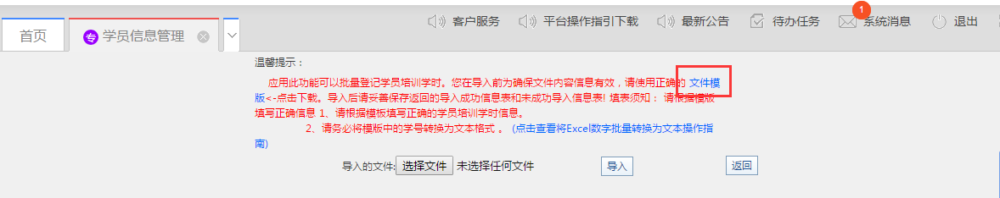 客户服务 平台操作指引下载 最新公告 待办任务 1 系统消息 退出
首页 专 学员信息管理
温馨提示：
应用此功能可以批量登记学员培训学时。您在导入前为确保文件内容信息有效，请使用正确的 文件模
版<-点击下载。导入后请妥善保存返回的导入成功信息表和未成功导入信息表! 填表须知： 请根据模版
填写正确信息 1、请根据模板填写正确的学员培训学时信息。
2、请务必将模版中的学号转换为文本格式 。 (点击查看将Excel数字批量转换为文本操作指
南)
导入的文件: 选择文件 未选择任何文件 导入 返回